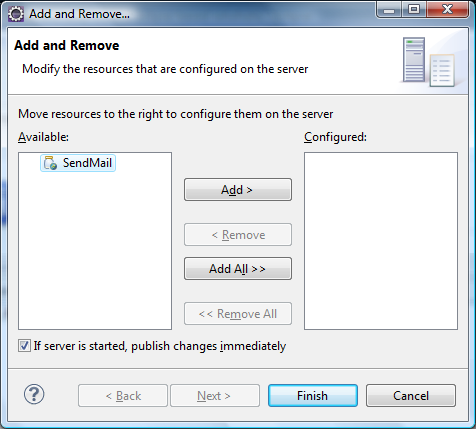 Add and Remove...
Add and Remove
Modify the resources that are configured on the server
Move resources to the right to configure them on the server
Available:
Configured:
SendMail
Add >
< Remove
Add All >>
<< Remove All
If server is started, publish changes immediately
? < Back Next > Finish Cancel